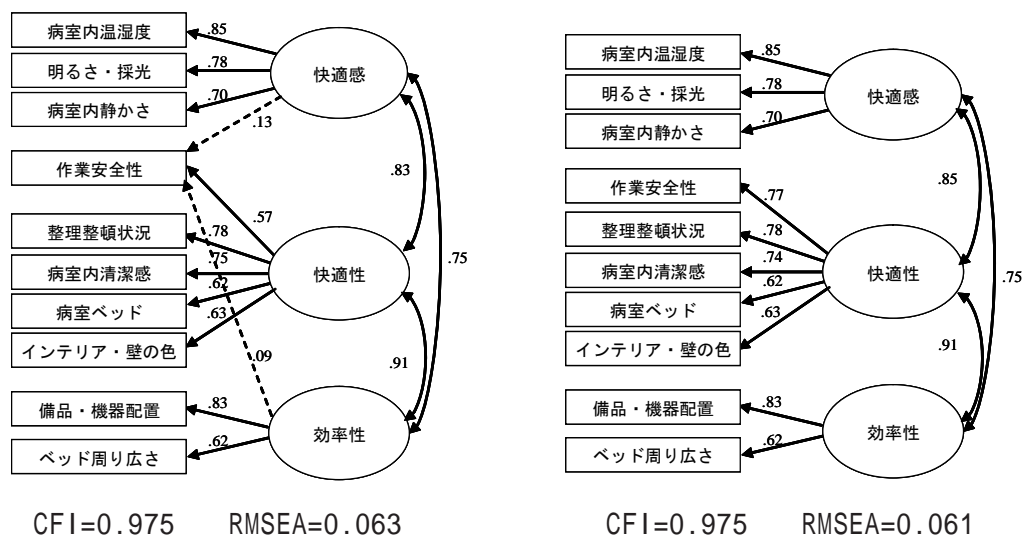 病室内温湿度
.85
明るさ・採光
.78
快適感
病室内静かさ
.70
.13
作業安全性
.83
.57
整理整頓状況
.78
.75
病室内清潔感
.75
快適性
.62
病室ベッド
.63
インテリア・壁の色
.09
.91
備品・機器配置
.83
効率性
.62
ベッド周り広さ
CFI=0.975 RMSEA=0.063
病室内温湿度
.85
明るさ・採光
.78
快適感
病室内静かさ
.70
.85
作業安全性
.77
整理整頓状況
.78
病室内清潔感
.74
快適性
.75
.62
病室ベッド
.63
インテリア・壁の色
.91
備品・機器配置
.83
効率性
.62
ベッド周り広さ
CFI=0.975 RMSEA=0.061